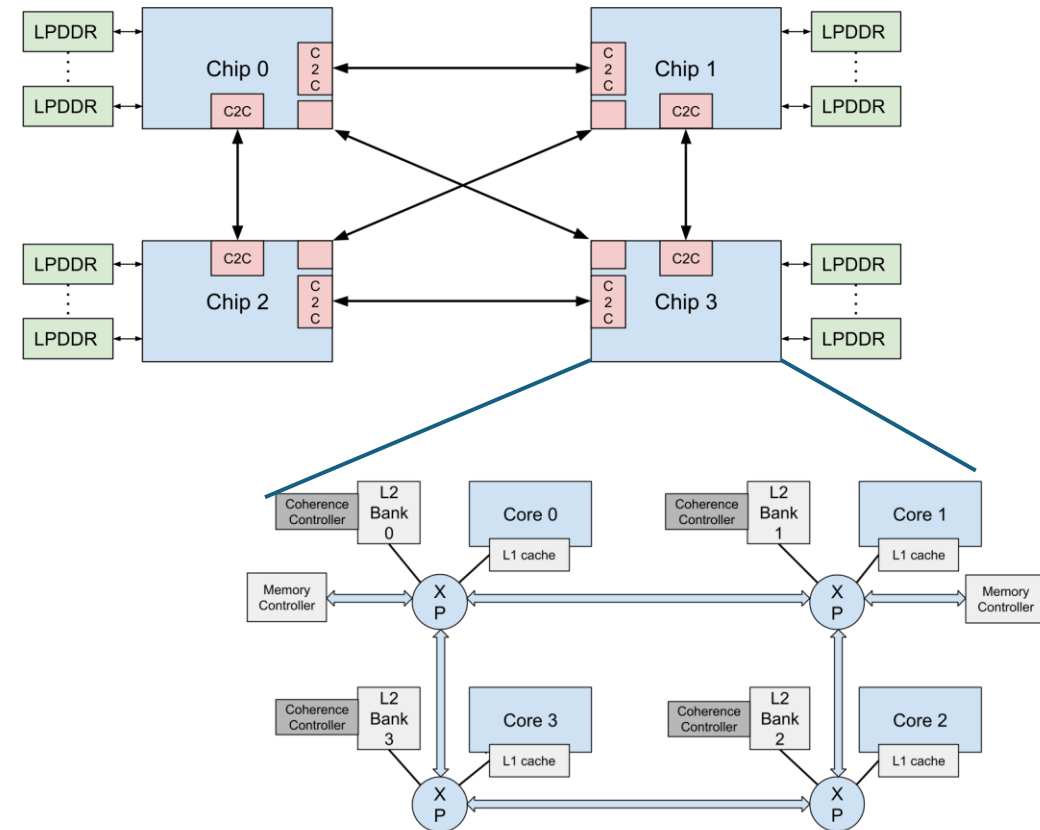 LPDDR
LPDDR
Chip 0
C
2
C
C2C
C
2
C
Chip 1
C2C
LPDDR
LPDDR
LPDDR
LPDDR
C2C
Chip 2
C
2
C
C
2
C
C2C
Chip 3
LPDDR
LPDDR
Coherence
Controller
L2
Bank
0
Core 0
L1 cache
Coherence
Controller
L2
Bank
1
Core 1
L1 cache
Memory
Controller
X
P
X
P
Memory
Controller
Coherence
Controller
L2
Bank
3
Core 3
L1 cache
Coherence
Controller
L2
Bank
2
Core 2
L1 cache
X
P
X
P